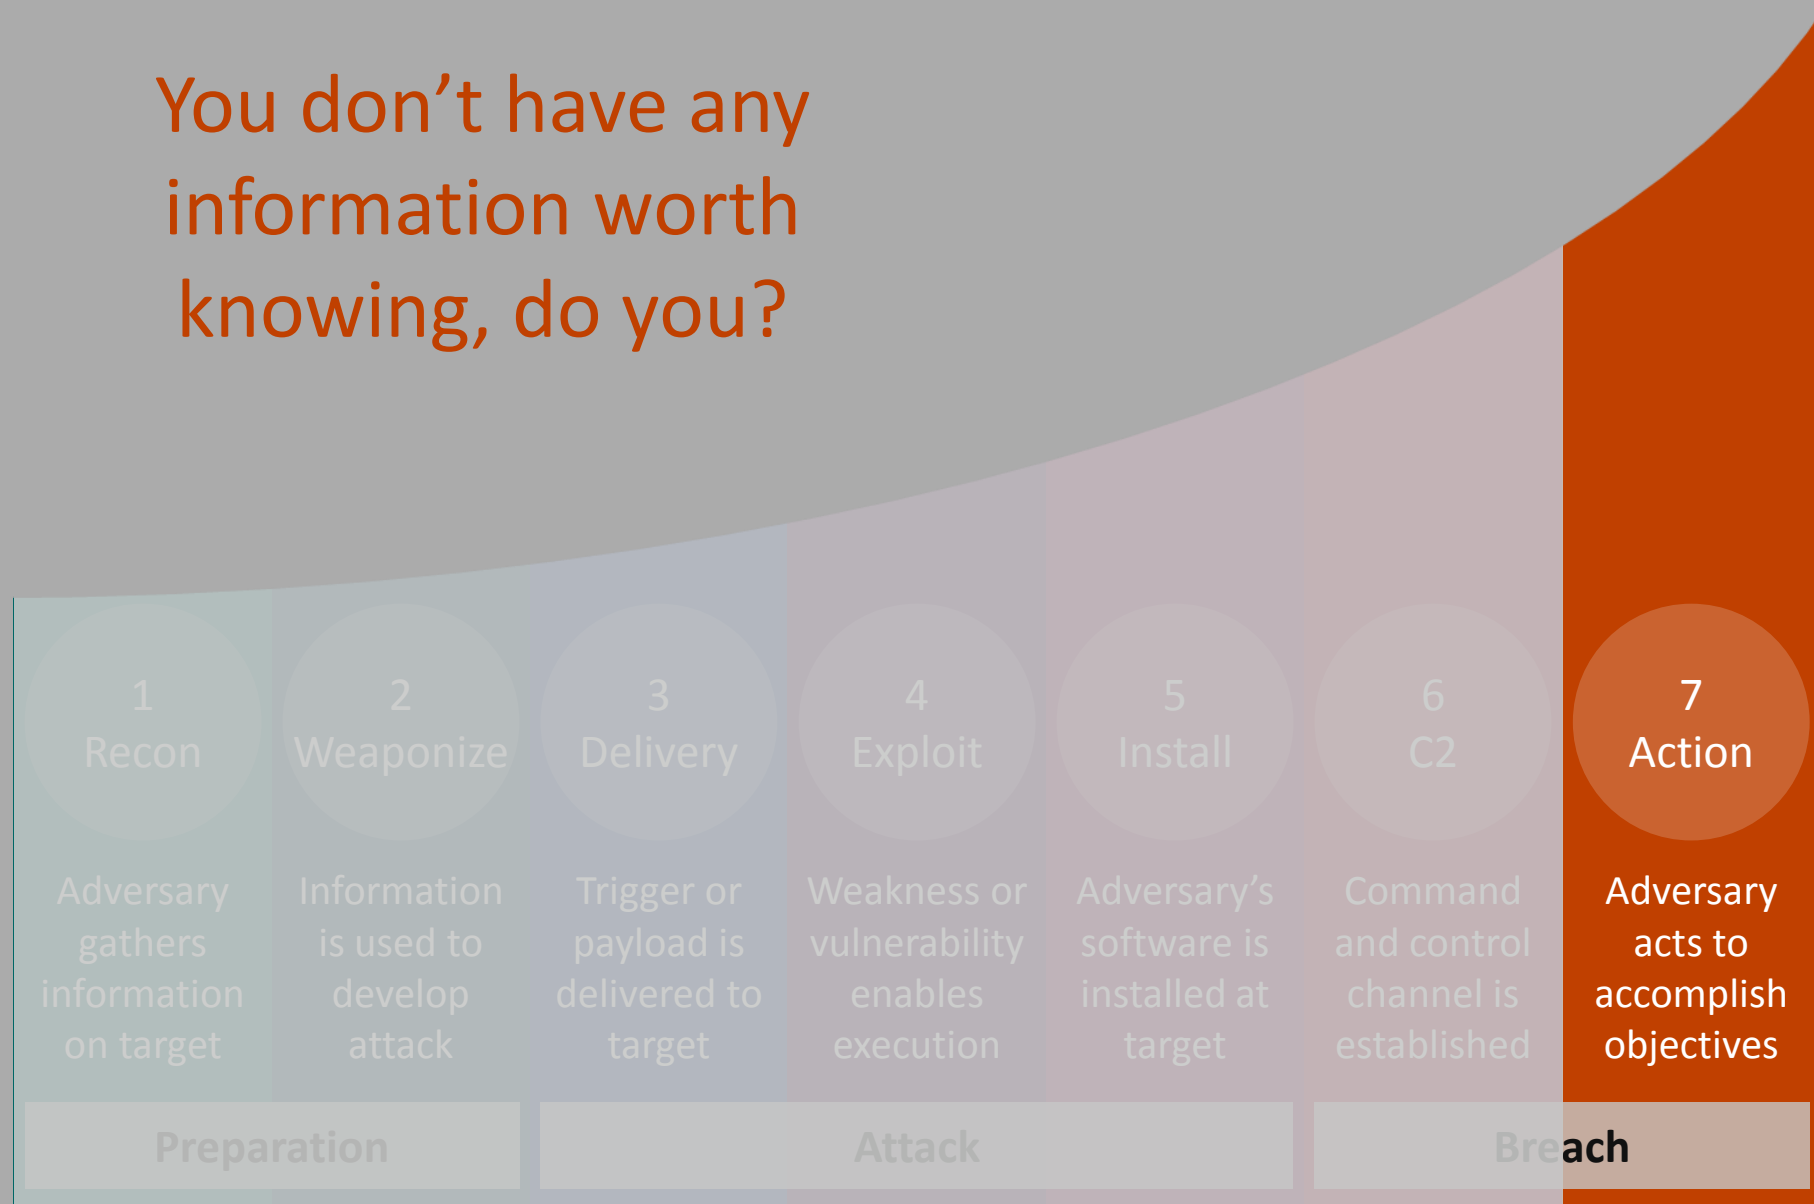 You don’t have any
information worth
knowing, do you?
1
Recon
Adversary
gathers
information
on target
2
Weaponize
Information
is used to
develop
attack
3
Delivery
Trigger or
payload is
delivered to
target
4
Exploit
Weakness or
vulnerability
enables
execution
5
Install
Adversary’s
software is
installed at
target
6
C2
Command
and control
channel is
established
7
Action
Adversary
acts to
accomplish
objectives
Preparation
Attack
Breach